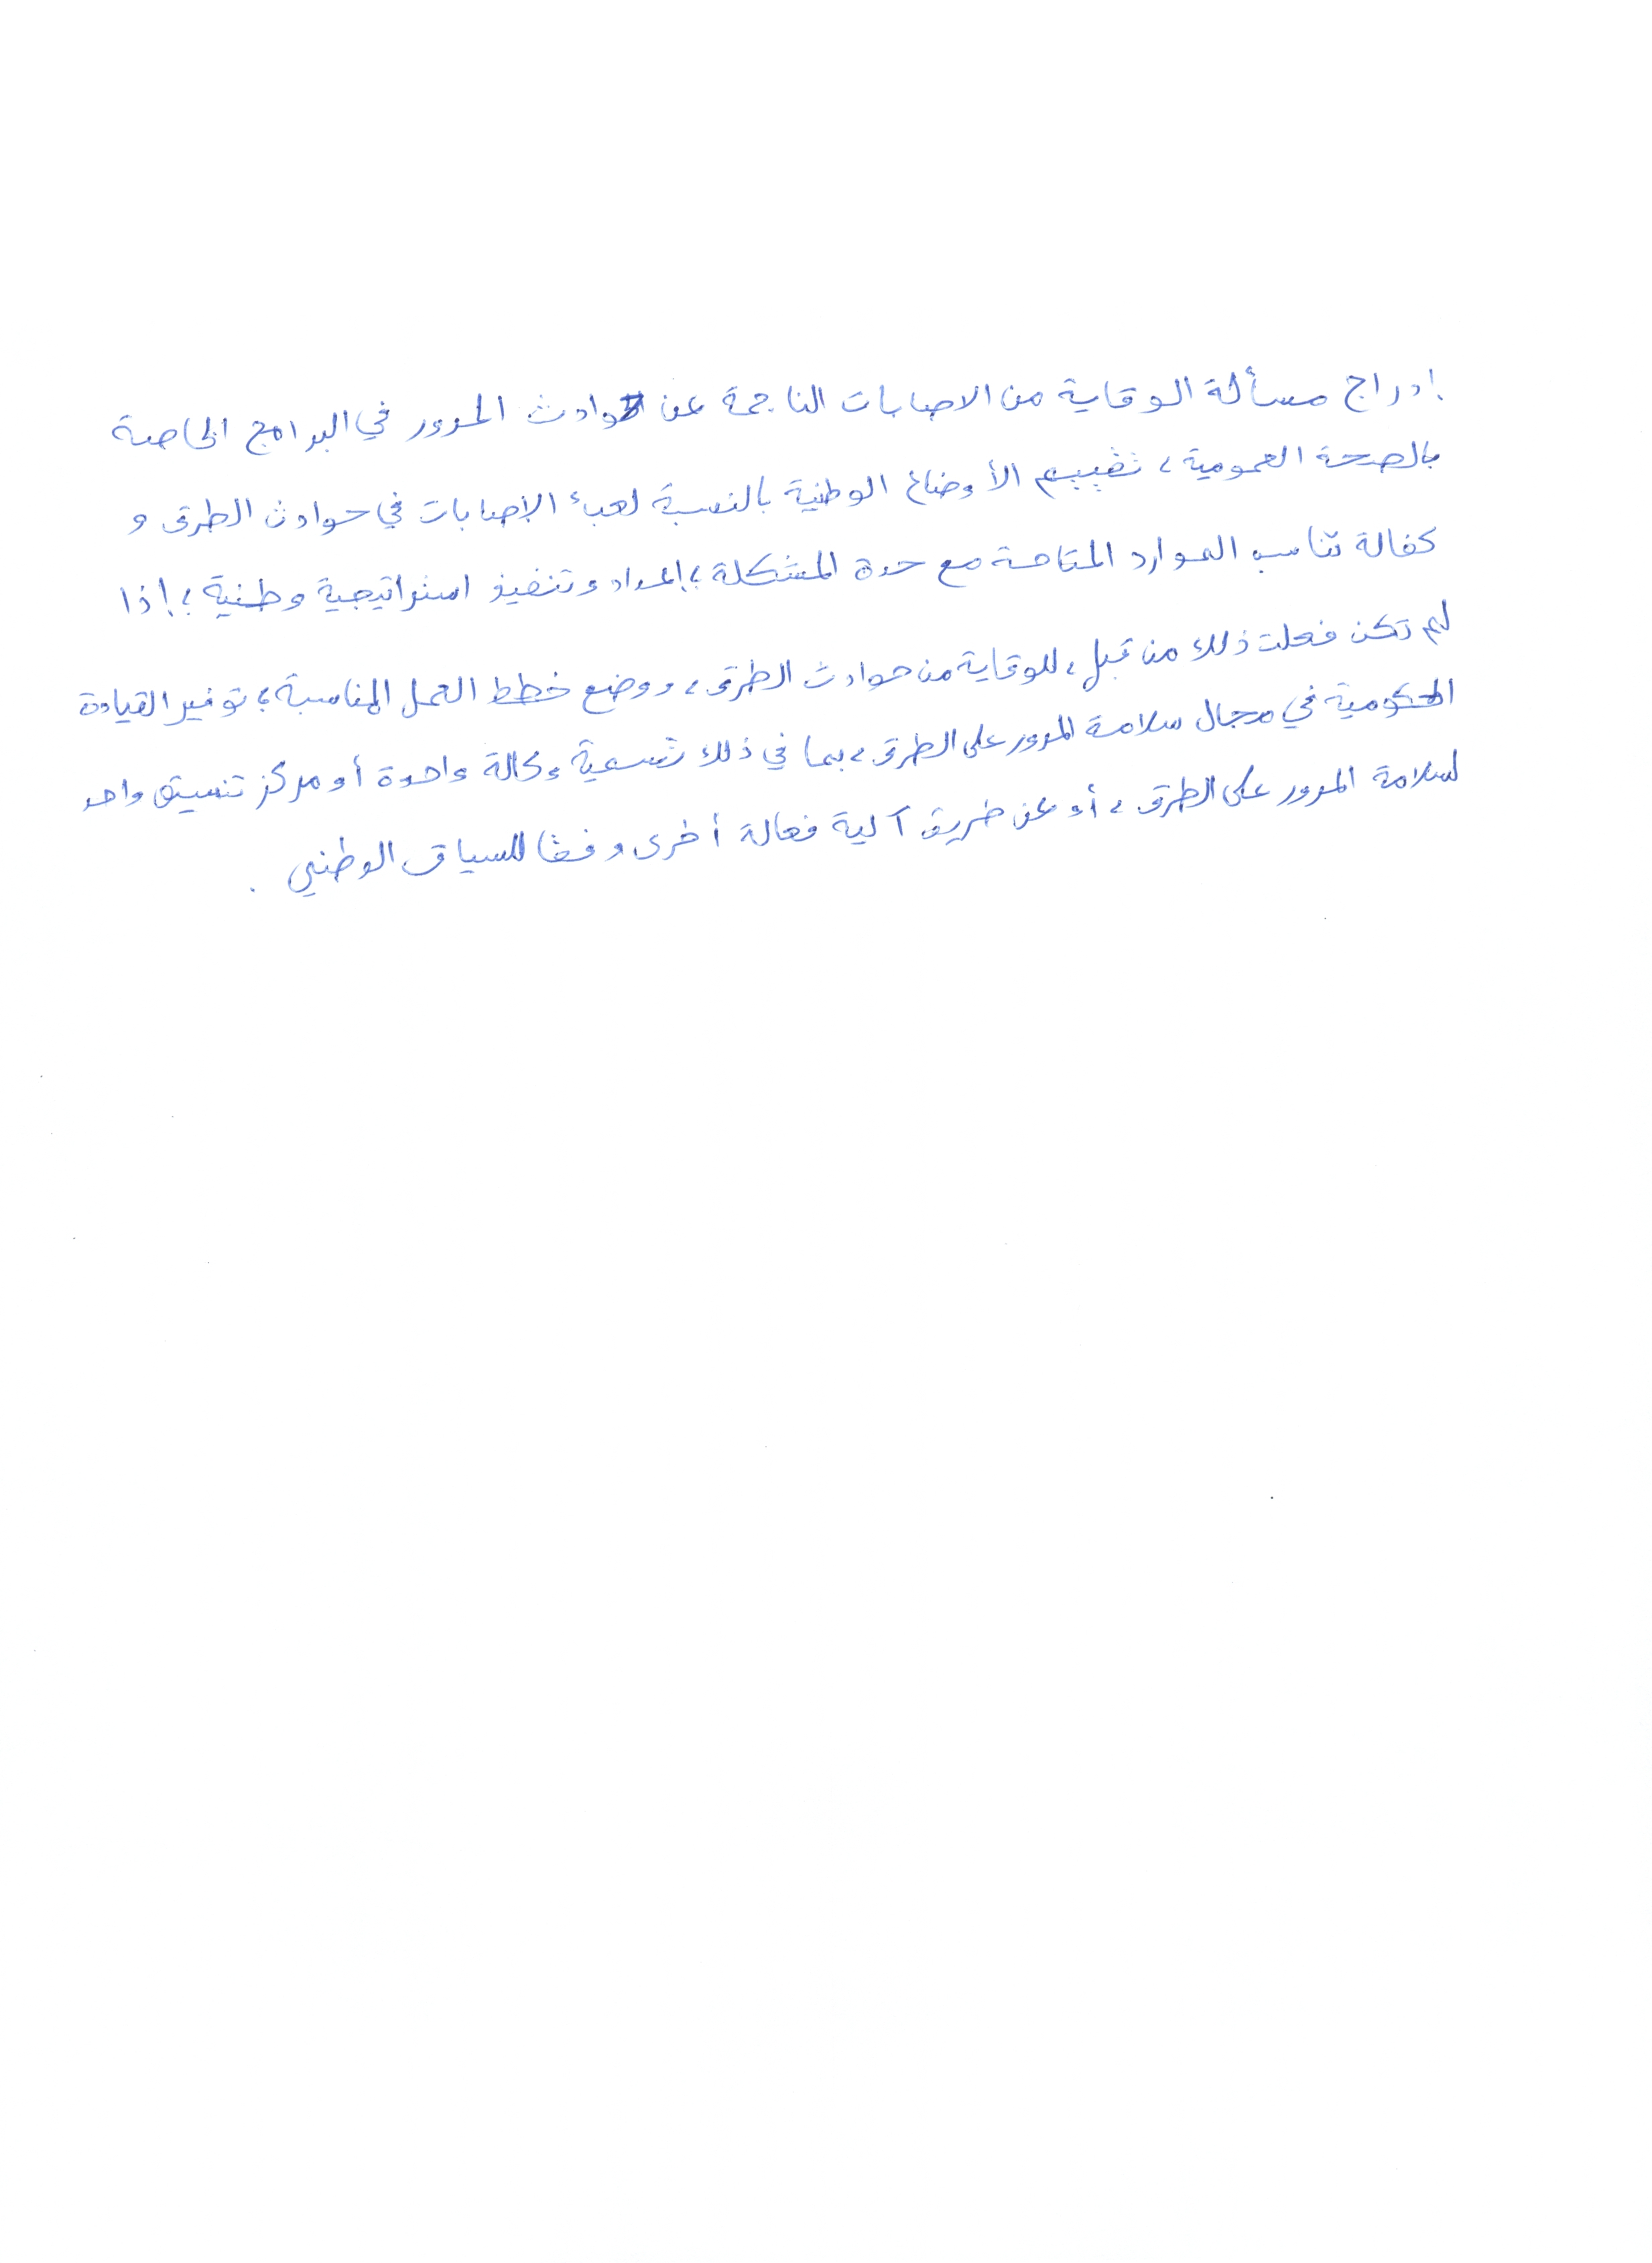 إدراج مسألة الوقاية من الاصابات الناجمة عن حوادث المرور في البرامج الخاصة
بالصحة العمومية، تقييم الأوضاع الوطنية بالنسبة لعبء الإصابات في حوادث الطرق و
كفالة تناسب الموارد المتاحة مع حدة المشكلة؛ إعداد وتنفيذ استراتيجية وطنية؛ إذا
لم تكن فعلت ذلك من قبل، للوقاية من حوادث الطرق، ووضع خطط العمل المناسبة؛ توفير القيادة
الحكومية في مجال سلامة المرور على الطرق، بما في ذلك تسمية وكالة واحدة أو مركز تنسيق واحد
لسلامة المرور على الطرق، أو عن طريق آلية فعالة أخرى وفقا للسياق الوطني.